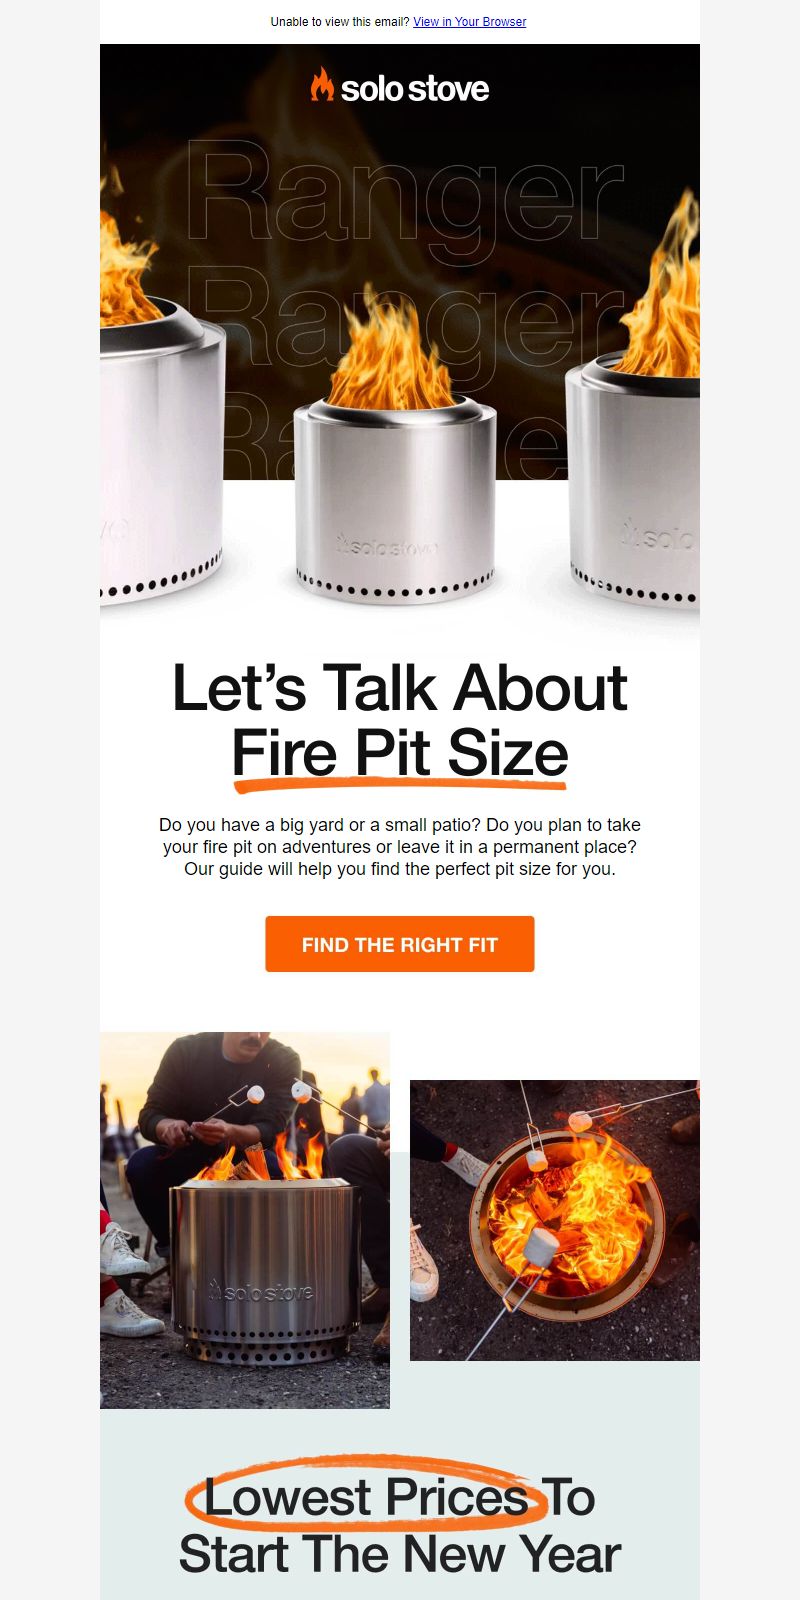 Unable to view this email? View in Your Browser
solo stove
Ranger
Ranger
solo stove
solo
Let's Talk About
Fire Pit Size
Do you have a big yard or a small patio? Do you plan to take
your fire pit on adventures or leave it in a permanent place?
Our guide will help you find the perfect pit size for you.
FIND THE RIGHT FIT
solo stove
Lowest Prices To
Start The New Year